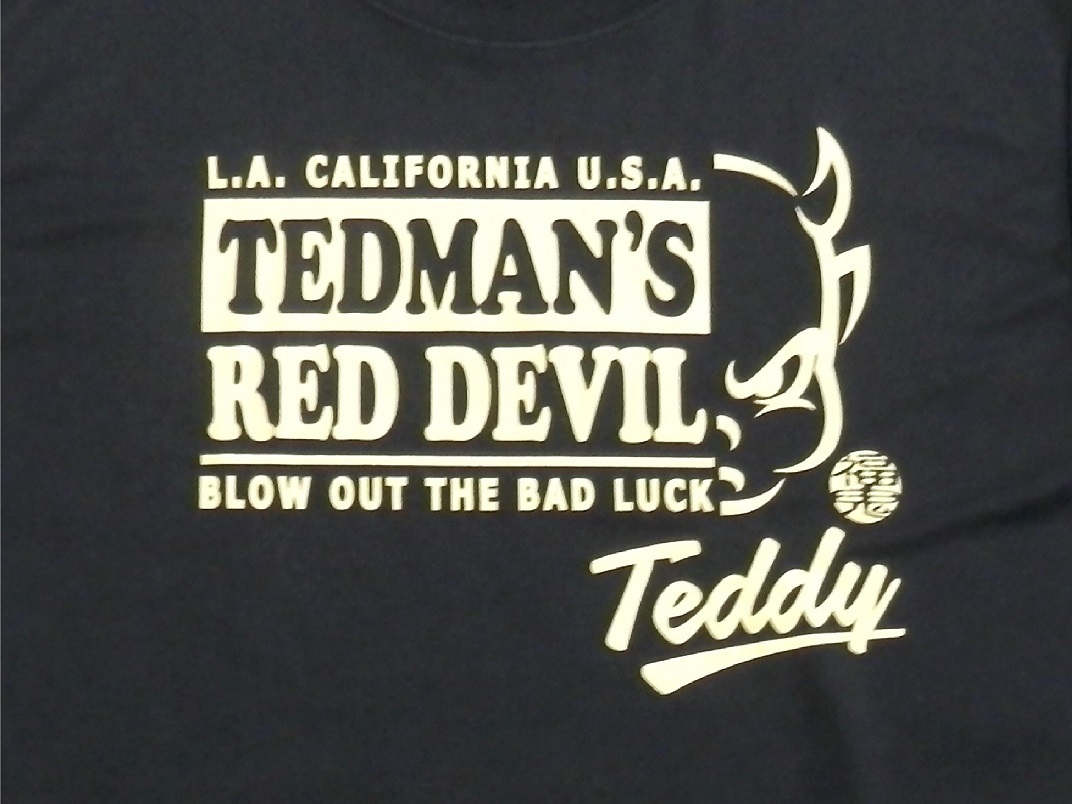 L.A. CALIFORNIA U.S.A.
TEDMAN'S
RED DEVIL
BLOW OUT THE BAD LUCK
Teddy